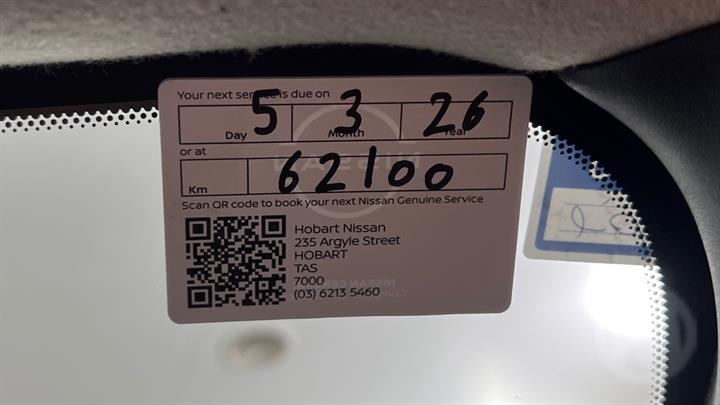 Your next service is due on
Day 5 Month 3 Year 26
or at
Km 62100
Scan QR code to book your next Nissan Genuine Service
Hobart Nissan
235 Argyle Street
HOBART
TAS
7000
(03) 6213 5460